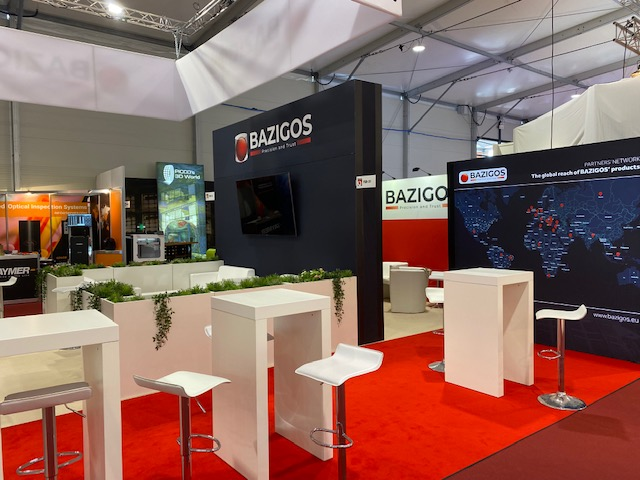 BAZIGOS
Precision and Trust
PICCO's
3D World
d Optical Inspection Systems
AYMER
BAZIGOS
Precision and Trust
PARTNERS' NETWORK
The global reach of BAZIGOS' products
BAZIGOS
www.bazigos.eu